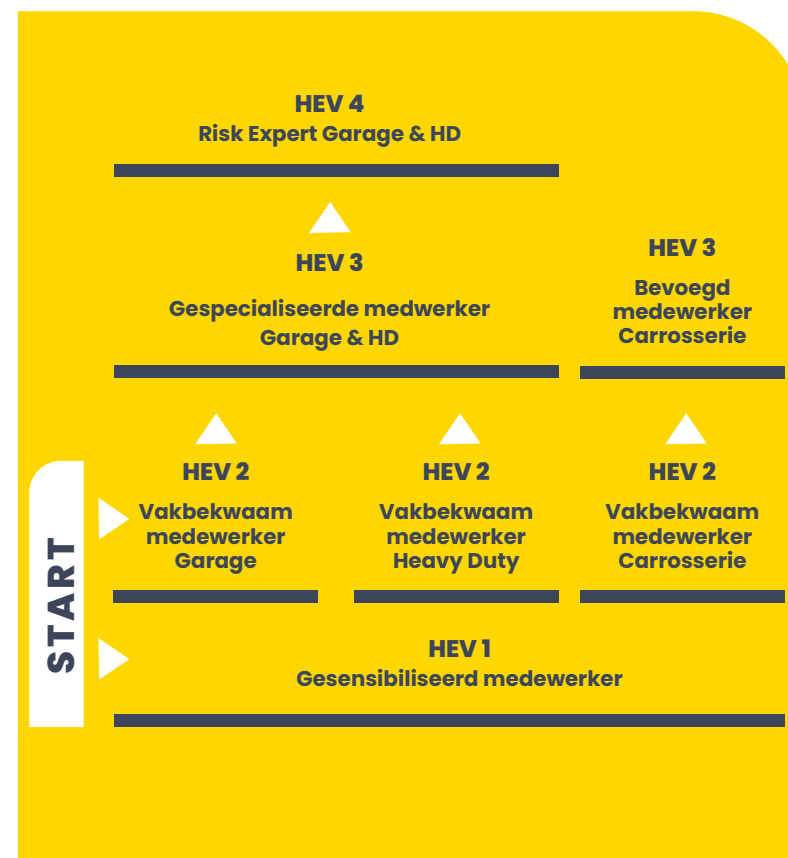 HEV 4
Risk Expert Garage & HD
HEV 3
Gespecialiseerde medwerker
Garage & HD
HEV 3
Bevoegd
medewerker
Carrosserie
START
HEV 2
Vakbekwaam
medewerker
Garage
HEV 2
Vakbekwaam
medewerker
Heavy Duty
HEV 2
Vakbekwaam
medewerker
Carrosserie
HEV 1
Gesensibiliseerd medewerker